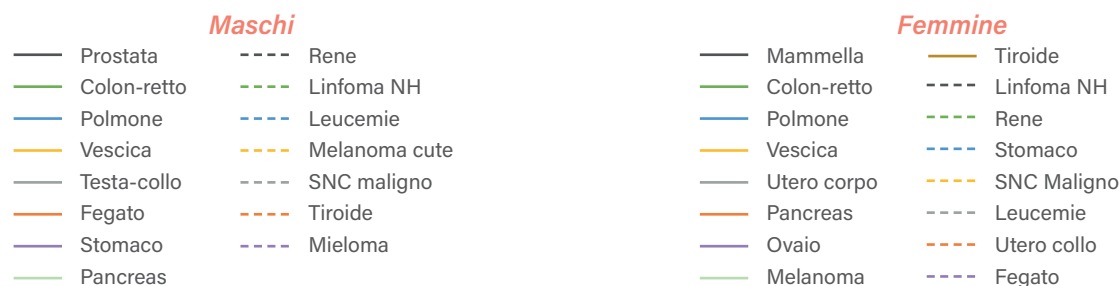 Maschi
Prostata
Colon-retto
Polmone
Vescica
Testa-collo
Fegato
Stomaco
Pancreas
Rene
Linfoma NH
Leucemie
Melanoma cute
SNC maligno
Tiroide
Mieloma
Femmine
Mammella
Colon-retto
Polmone
Vescica
Utero corpo
Pancreas
Ovaio
Melanoma
Tiroide
Linfoma NH
Rene
Stomaco
SNC Maligno
Leucemie
Utero collo
Fegato